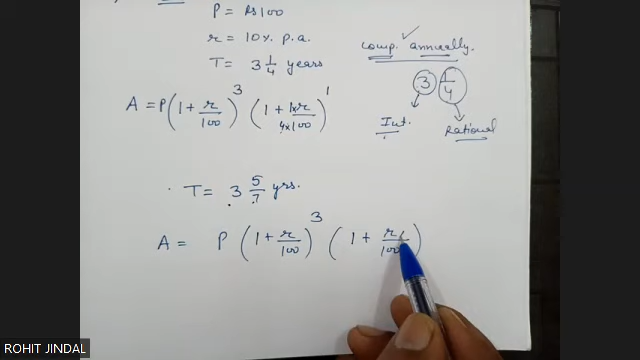 P = Rs100
r = 10% p.a.
T = 3 1/4 years
comp. annually.
3 1/4
Int.
Rational
A = P(1 + r/100)^3 (1 + 1×r/4×100)^1
T = 3 5/7 yrs.
A = P (1 + r/100)^3 (1 + r/100)
ROHIT JINDAL